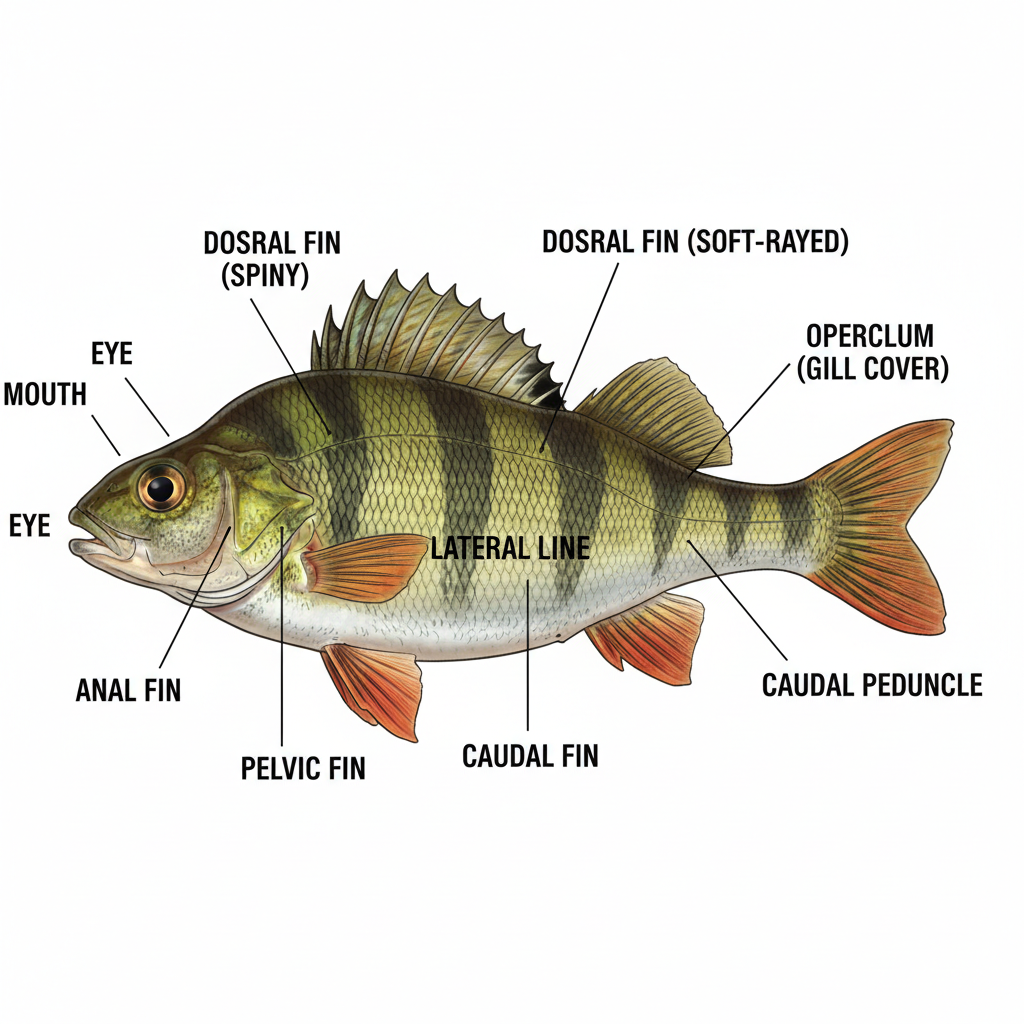 DOSRAL FIN
(SPINY)
DOSRAL FIN (SOFT-RAYED)
OPERCLUM
(GILL COVER)
EYE
MOUTH
EYE
LATERAL LINE
ANAL FIN
CAUDAL PEDUNCLE
PELVIC FIN
CAUDAL FIN